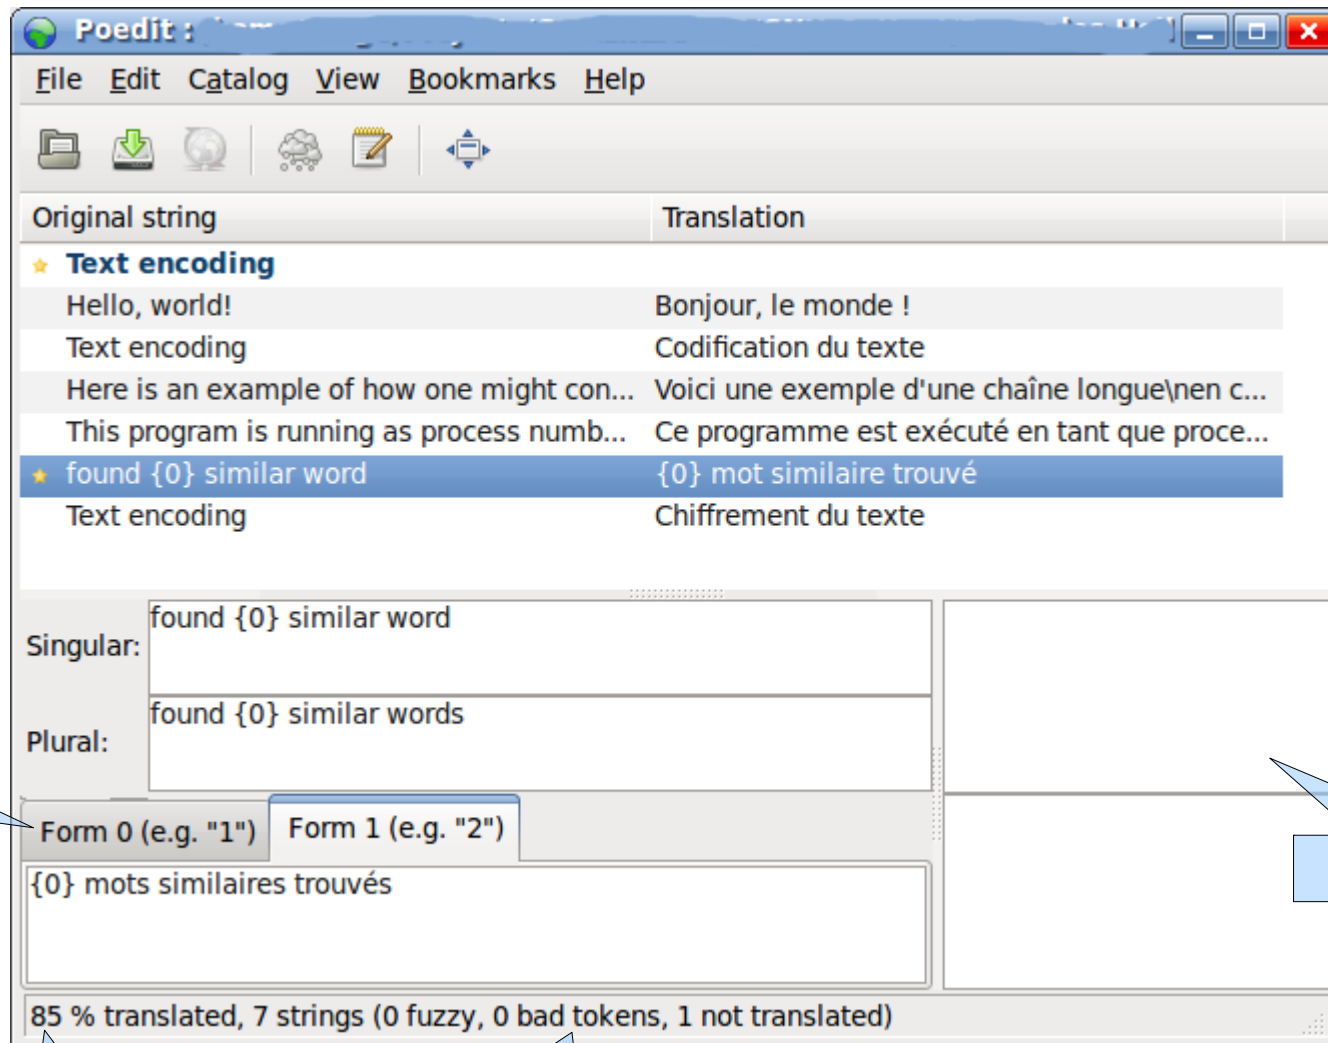 Poedit :
File Edit Catalog View Bookmarks Help
Original string Translation
Text encoding
Hello, world! Bonjour, le monde !
Text encoding Codification du texte
Here is an example of how one might con... Voici une exemple d'une chaîne longue\nen c...
This program is running as process numb... Ce programme est exécuté en tant que proce...
found {0} similar word {0} mot similaire trouvé
Text encoding Chiffrement du texte
Singular: found {0} similar word
Plural: found {0} similar words
Form 0 (e.g. "1") Form 1 (e.g. "2")
{0} mots similaires trouvés
85 % translated, 7 strings (0 fuzzy, 0 bad tokens, 1 not translated)